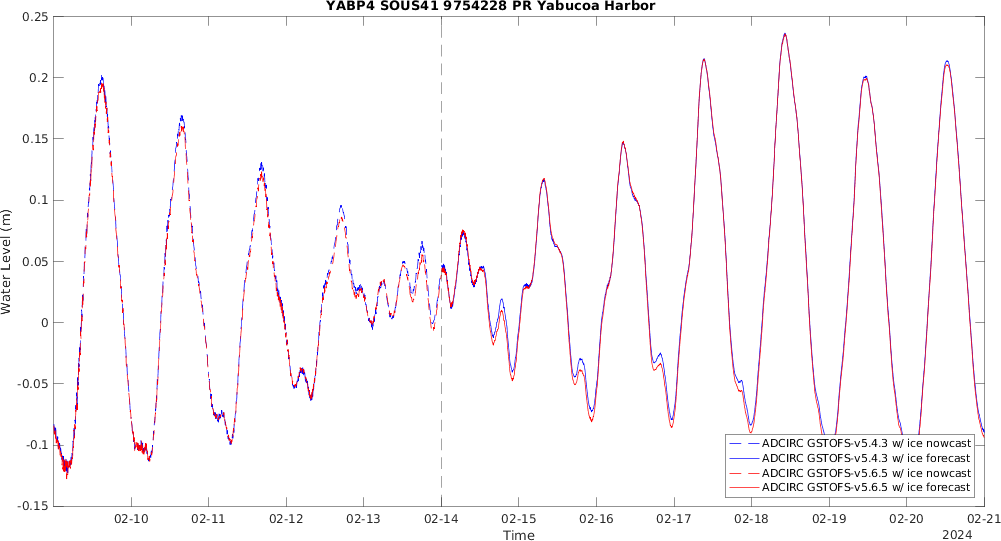 YABP4 SOUS41 9754228 PR Yabucoa Harbor
0.25
0.2
0.15
0.1
0.05
0
-0.05
-0.1
-0.15
Water Level (m)
02-10 02-11 02-12 02-13 02-14 02-15 02-16 02-17 02-18 02-19 02-20 02-21
Time
2024
ADCIRC GSTOFS-v5.4.3 w/ ice nowcast
ADCIRC GSTOFS-v5.4.3 w/ ice forecast
ADCIRC GSTOFS-v5.6.5 w/ ice nowcast
ADCIRC GSTOFS-v5.6.5 w/ ice forecast